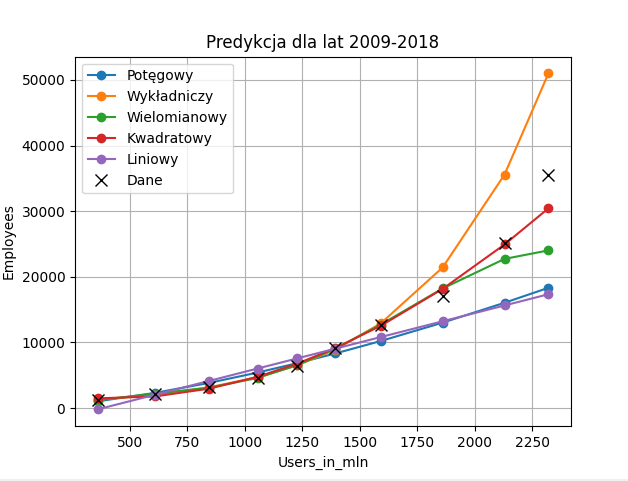 Predykcja dla lat 2009-2018
Potęgowy
Wykładniczy
Wielomianowy
Kwadratowy
Liniowy
Dane
Employees
50000
40000
30000
20000
10000
0
500 750 1000 1250 1500 1750 2000 2250
Users_in_mln